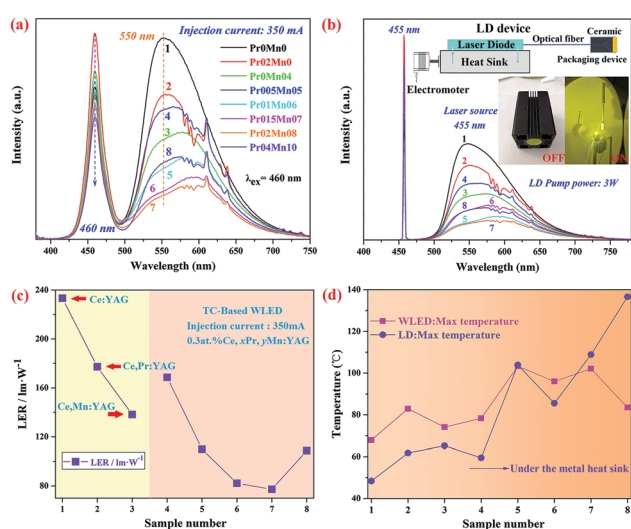 (a)
Injection current: 350 mA
550 nm
1
2
4
3
8
5
6
7
Pr0Mn0
Pr02Mn0
Pr0Mn04
Pr005Mn05
Pr01Mn06
Pr015Mn07
Pr02Mn08
Pr04Mn10
λex= 460 nm
460 nm
Intensity (a.u.)
350 400 450 500 550 600 650 700 750
Wavelength (nm)
(b)
455 nm
LD device
Laser Diode
Heat Sink
Optical fiber
Ceramic
Packaging device
Electrometer
Laser source
455 nm
OFF
ON
LD Pump power: 3W
1
2
4
3
6
8
5
7
Intensity (a.u.)
400 450 500 550 600 650 700 750
Wavelength (nm)
(c)
Ce:YAG
Ce,Pr:YAG
Ce,Mn:YAG
TC-Based WLED
Injection current : 350mA
0.3at.%Ce, xPr, yMn:YAG
LER / lm·W⁻¹
LER / lm·W⁻¹
240
200
160
120
80
1 2 3 4 5 6 7 8
Sample number
(d)
WLED:Max temperature
LD:Max temperature
Under the metal heat sink
Temperature (℃)
140
120
100
80
60
40
1 2 3 4 5 6 7 8
Sample number